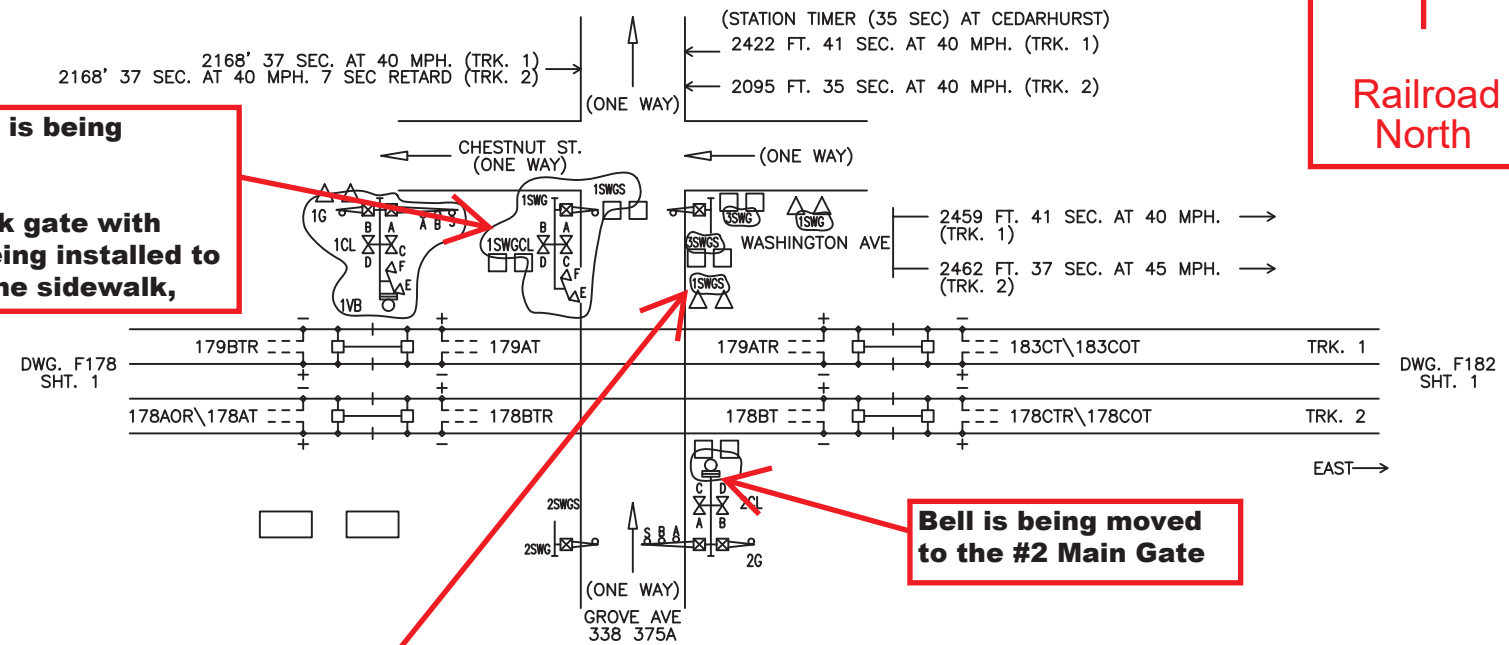 (STATION TIMER (35 SEC) AT CEDARHURST)
2168' 37 SEC. AT 40 MPH. (TRK. 1)
2168' 37 SEC. AT 40 MPH. 7 SEC RETARD (TRK. 2)
2422 FT. 41 SEC. AT 40 MPH. (TRK. 1)
2095 FT. 35 SEC. AT 40 MPH. (TRK. 2)
(ONE WAY)
Railroad
North
is being
k gate with
eing installed to
ne sidewalk,
CHESTNUT ST.
(ONE WAY)
(ONE WAY)
1G
B
A
A B S
1CL
D
C
F
E
1VB
1SWG
1SWGS
B
A
1SWGCL
D
C
F
E
3SWG
1SWG
3SWGS
WASHINGTON AVE
1SWGS
2459 FT. 41 SEC. AT 40 MPH.
(TRK. 1)
2462 FT. 37 SEC. AT 45 MPH.
(TRK. 2)
− + + −
179BTR
179AT
179ATR
183CT\183COT
TRK. 1
DWG. F178
SHT. 1
DWG. F182
SHT. 1
+ − − +
− + + −
178AOR\178AT
178BTR
178BT
178CTR\178COT
TRK. 2
+ − − +
EAST
C D
2CL
A B
2SWGS
2SWG
S B A
2G
Bell is being moved
to the #2 Main Gate
(ONE WAY)
GROVE AVE
338 375A